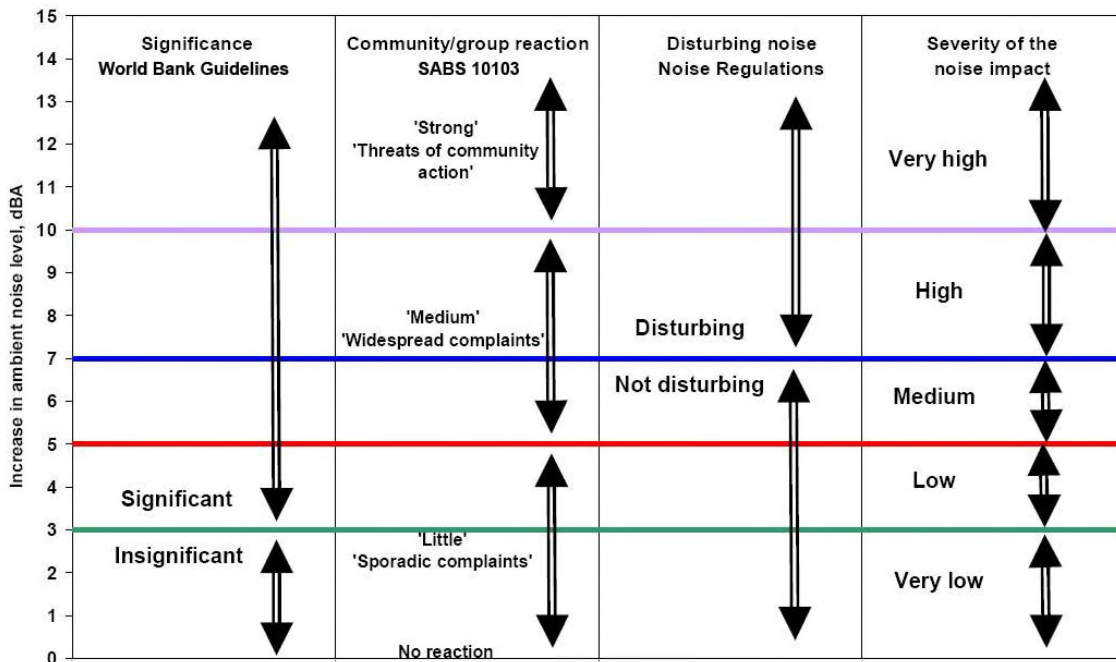 Increase in ambient noise level, dBA
15
14
13
12
11
10
9
8
7
6
5
4
3
2
1
0
Significance
World Bank Guidelines
Significant
Insignificant
Community/group reaction
SABS 10103
'Strong'
'Threats of community
action'
'Medium'
'Widespread complaints'
'Little'
'Sporadic complaints'
No reaction
Disturbing noise
Noise Regulations
Disturbing
Not disturbing
Severity of the
noise impact
Very high
High
Medium
Low
Very low